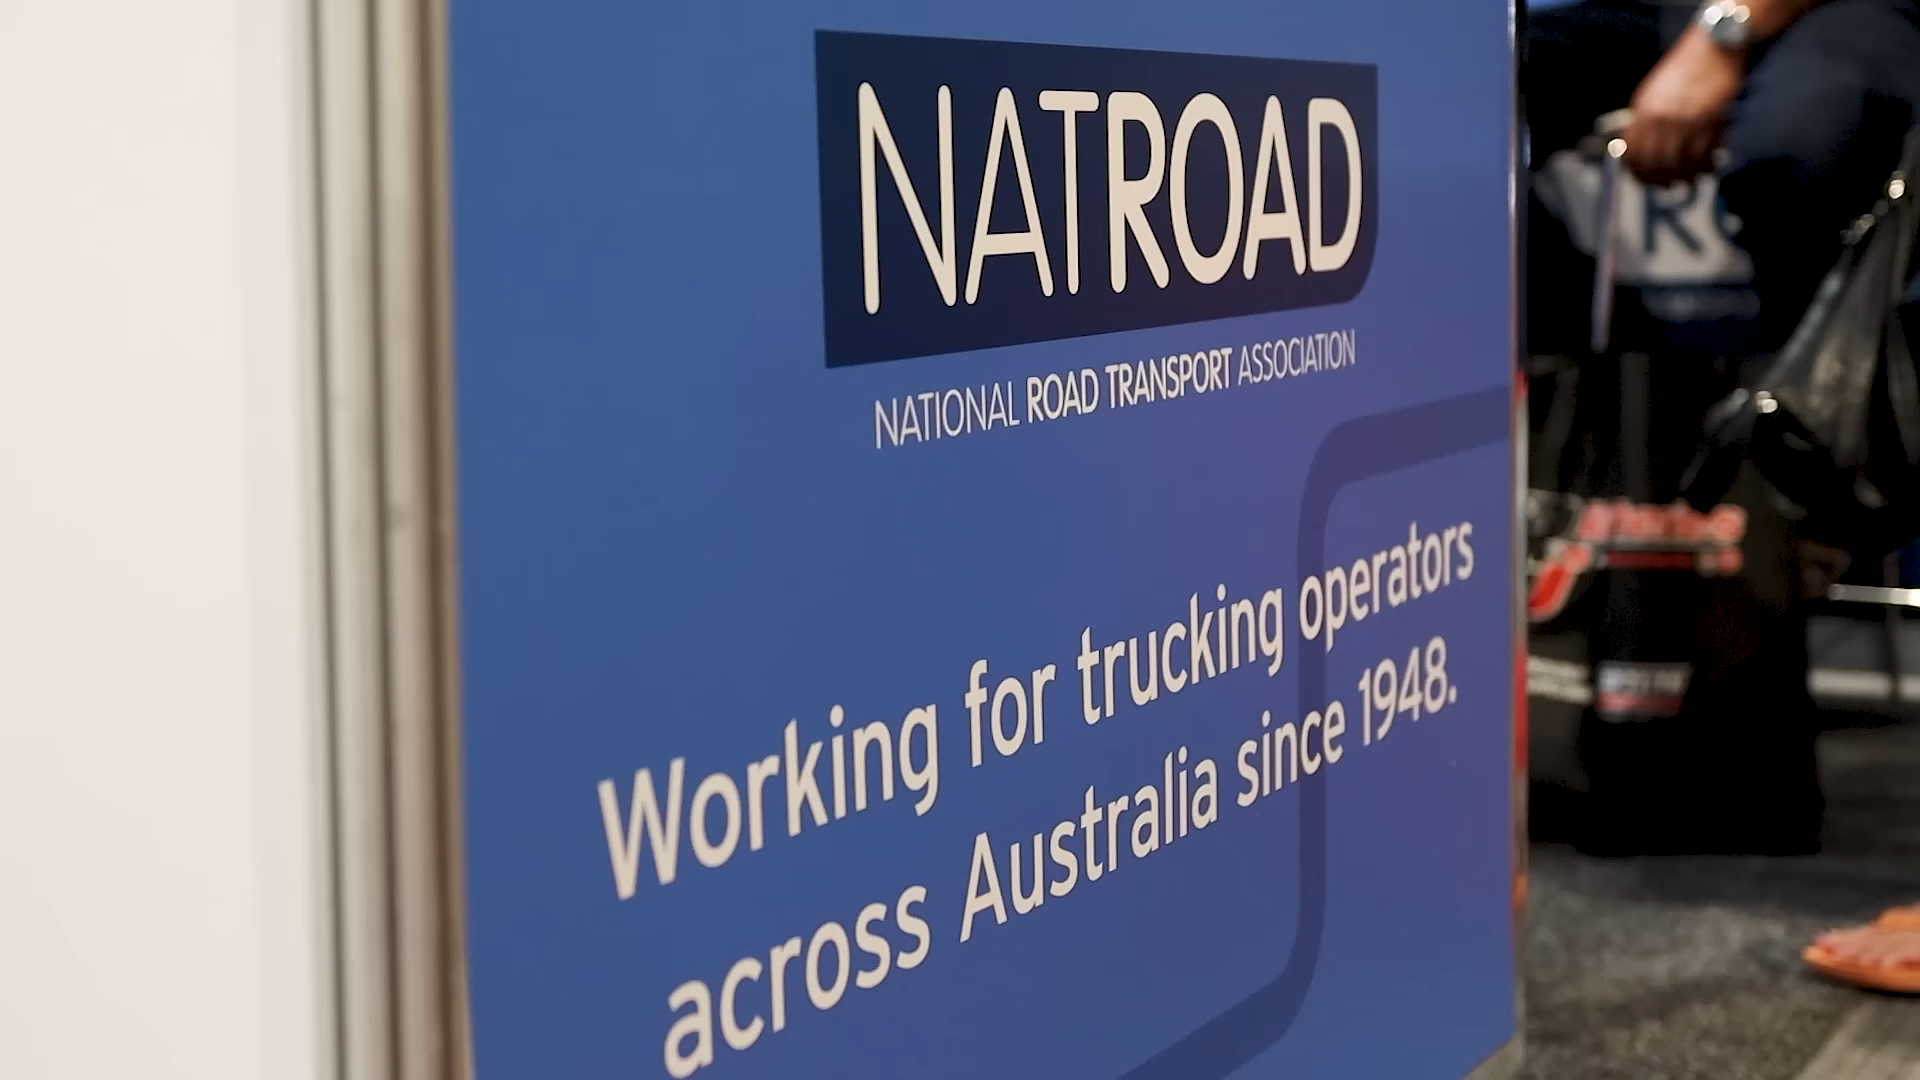 NATROAD
NATIONAL ROAD TRANSPORT ASSOCIATION
Working for trucking operators
across Australia since 1948.